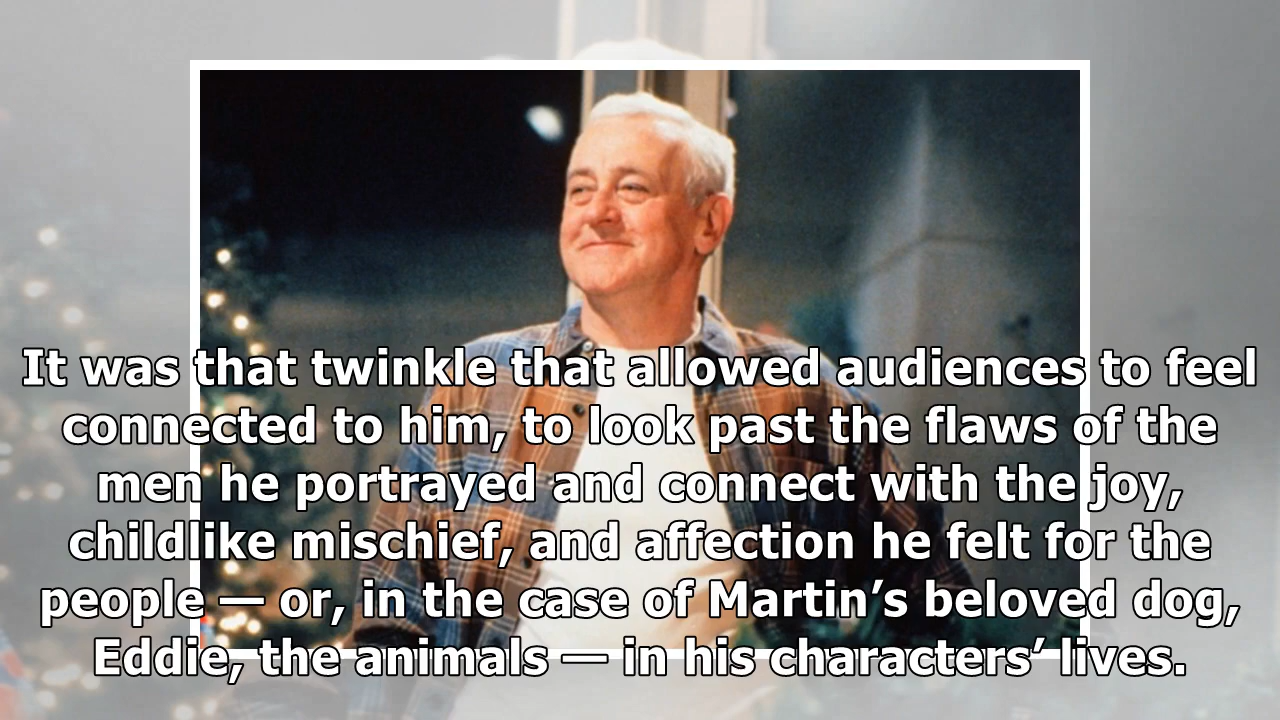 It was that twinkle that allowed audiences to feel
connected to him, to look past the flaws of the
men he portrayed and connect with the joy,
childlike mischief, and affection he felt for the
people — or, in the case of Martin’s beloved dog,
Eddie, the animals — in his characters’ lives.